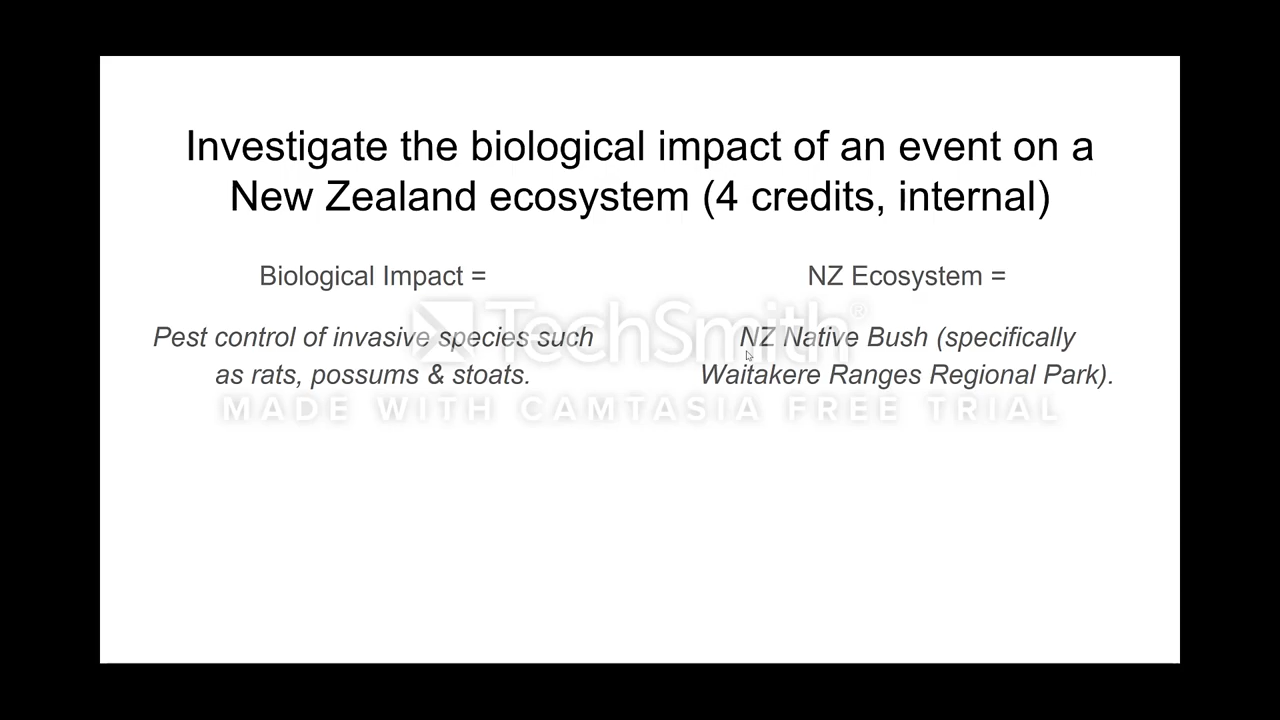 Investigate the biological impact of an event on a
New Zealand ecosystem (4 credits, internal)
Biological Impact =
Pest control of invasive species such
as rats, possums & stoats.
NZ Ecosystem =
NZ Native Bush (specifically
Waitakere Ranges Regional Park).
TechSmith®
MADE WITH CAMTASIA FREE TRIAL